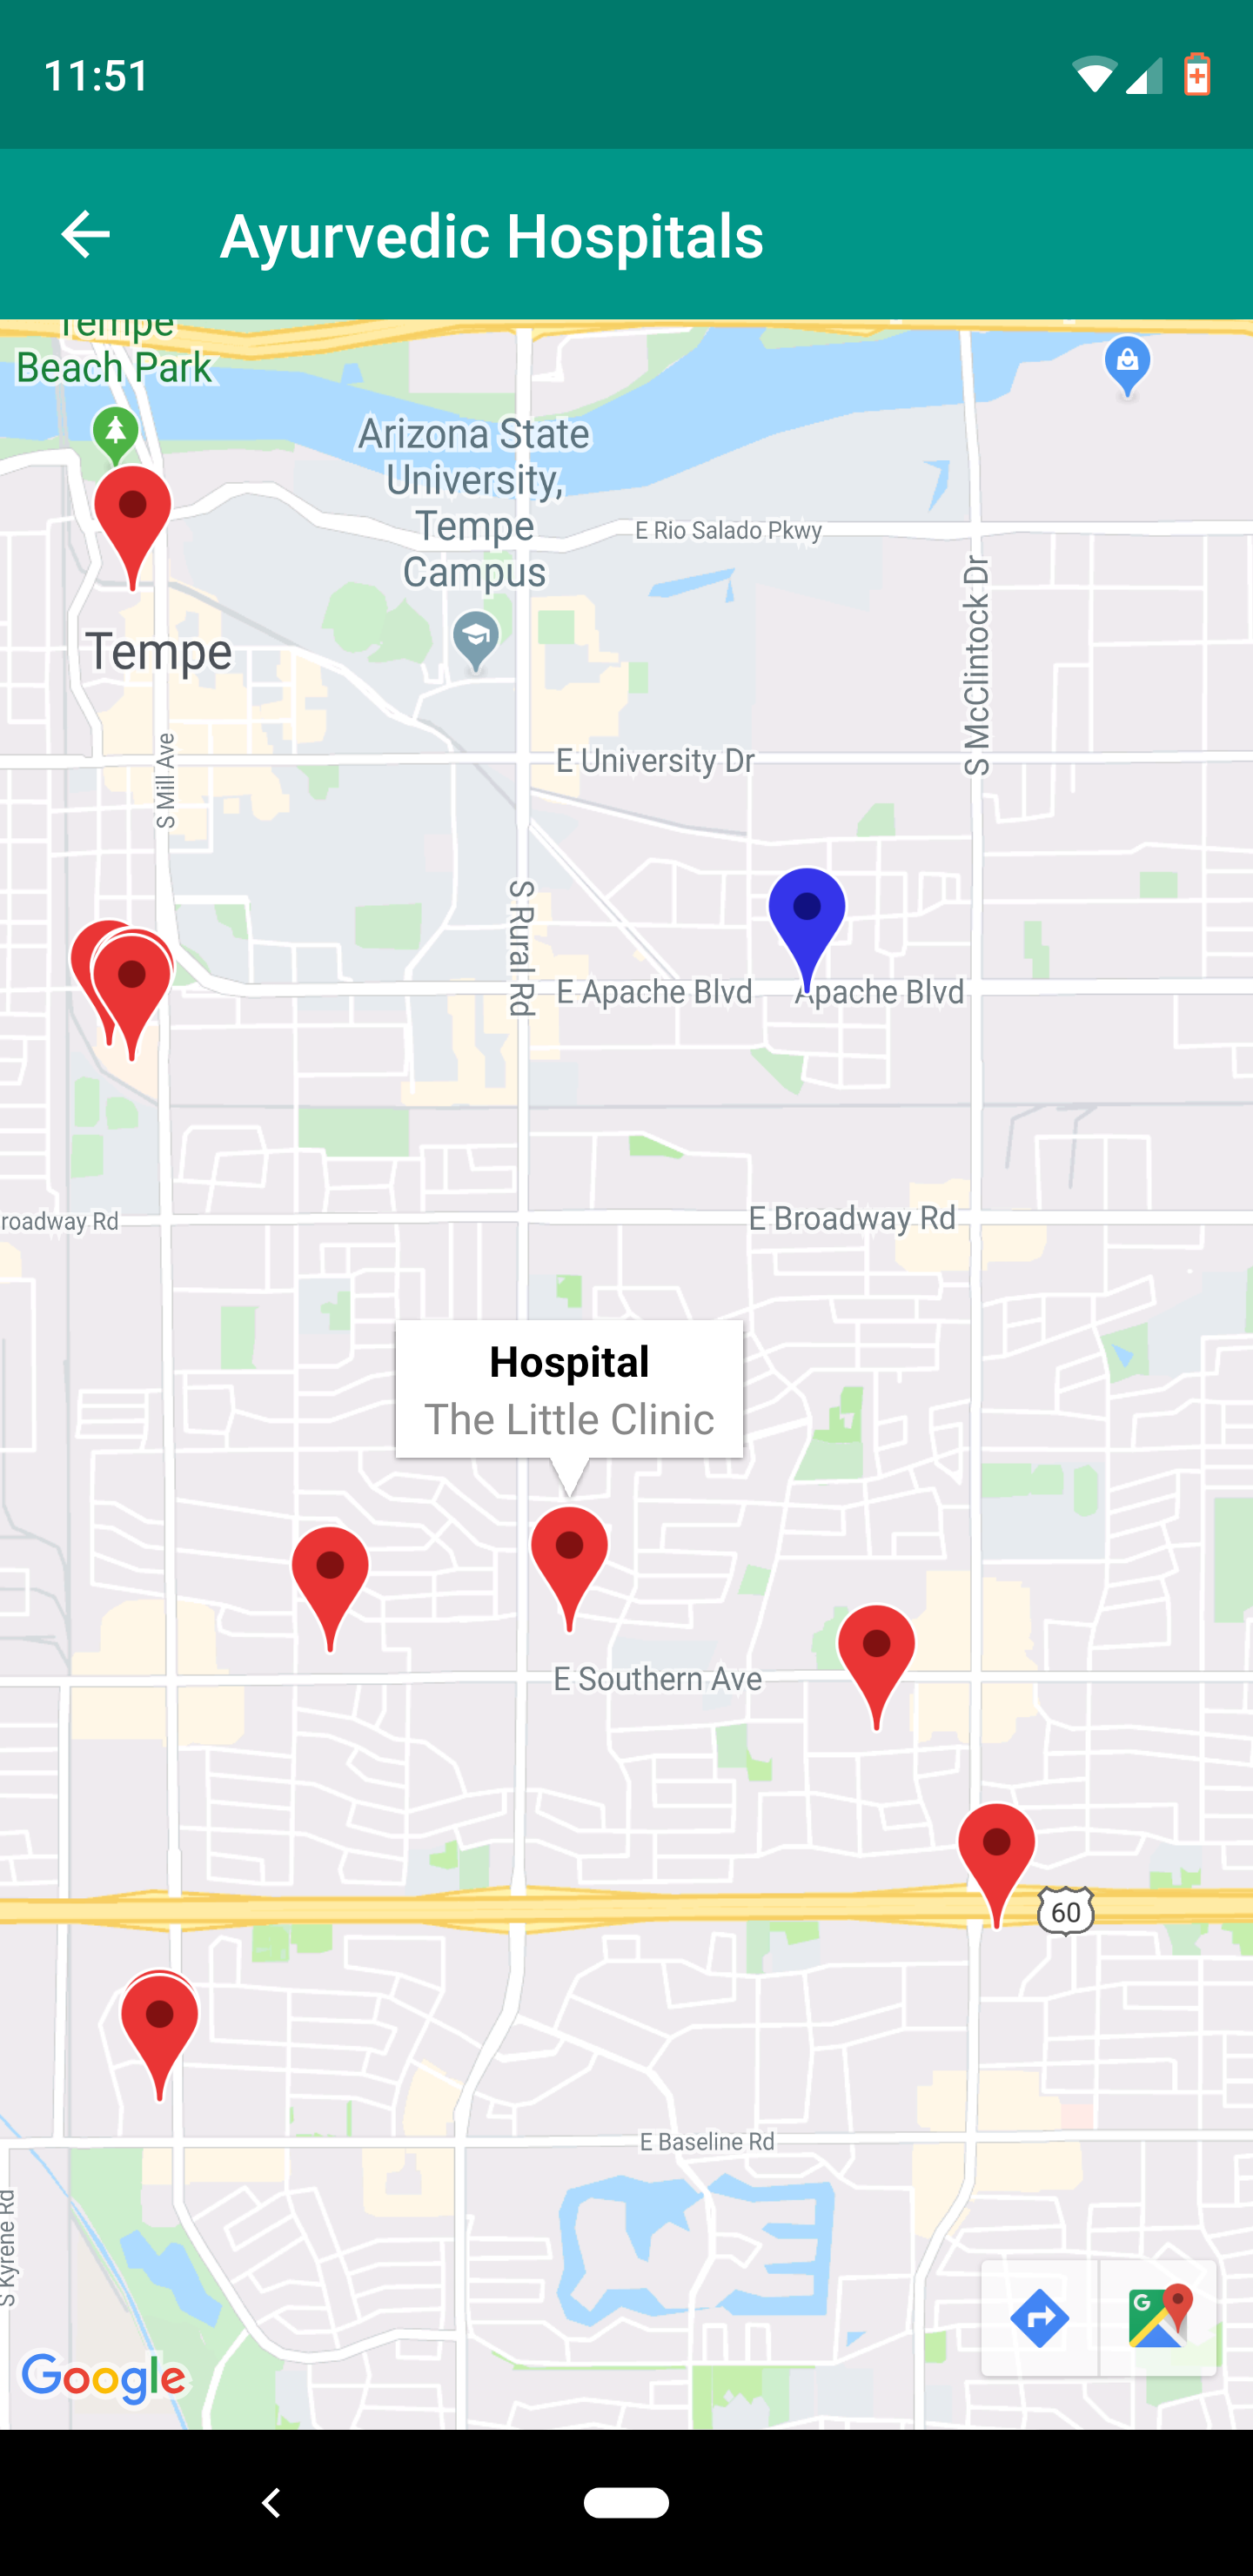 11:51
Ayurvedic Hospitals
Tempe
Beach Park
Arizona State
University,
Tempe
Campus
E Rio Salado Pkwy
S McClintock Dr
Tempe
S Mill Ave
E University Dr
S Rural Rd
E Apache Blvd
Apache Blvd
roadway Rd
E Broadway Rd
Hospital
The Little Clinic
E Southern Ave
60
E Baseline Rd
S Kyrene Rd
G
Google